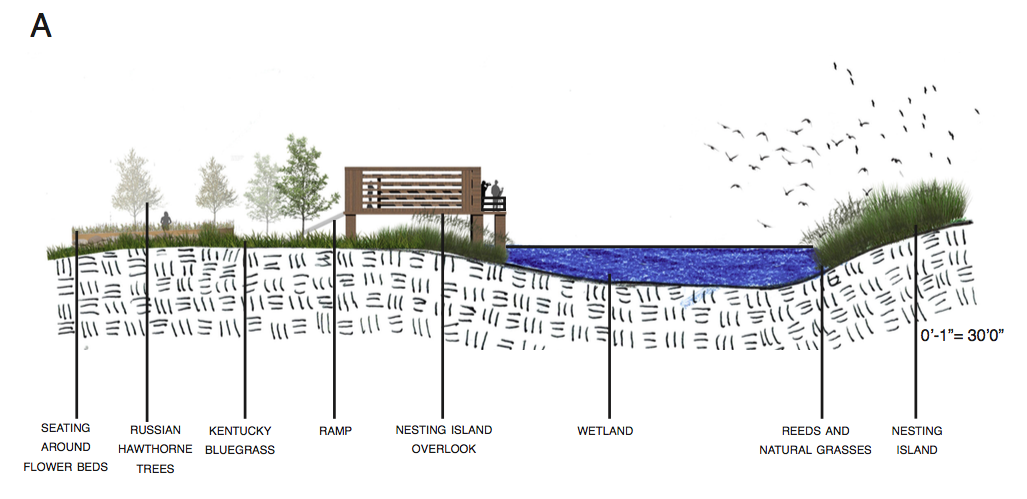 A
0'-1"= 30'0"
SEATING
AROUND
FLOWER BEDS
RUSSIAN
HAWTHORNE
TREES
KENTUCKY
BLUEGRASS
RAMP
NESTING ISLAND
OVERLOOK
WETLAND
REEDS AND
NATURAL GRASSES
NESTING
ISLAND